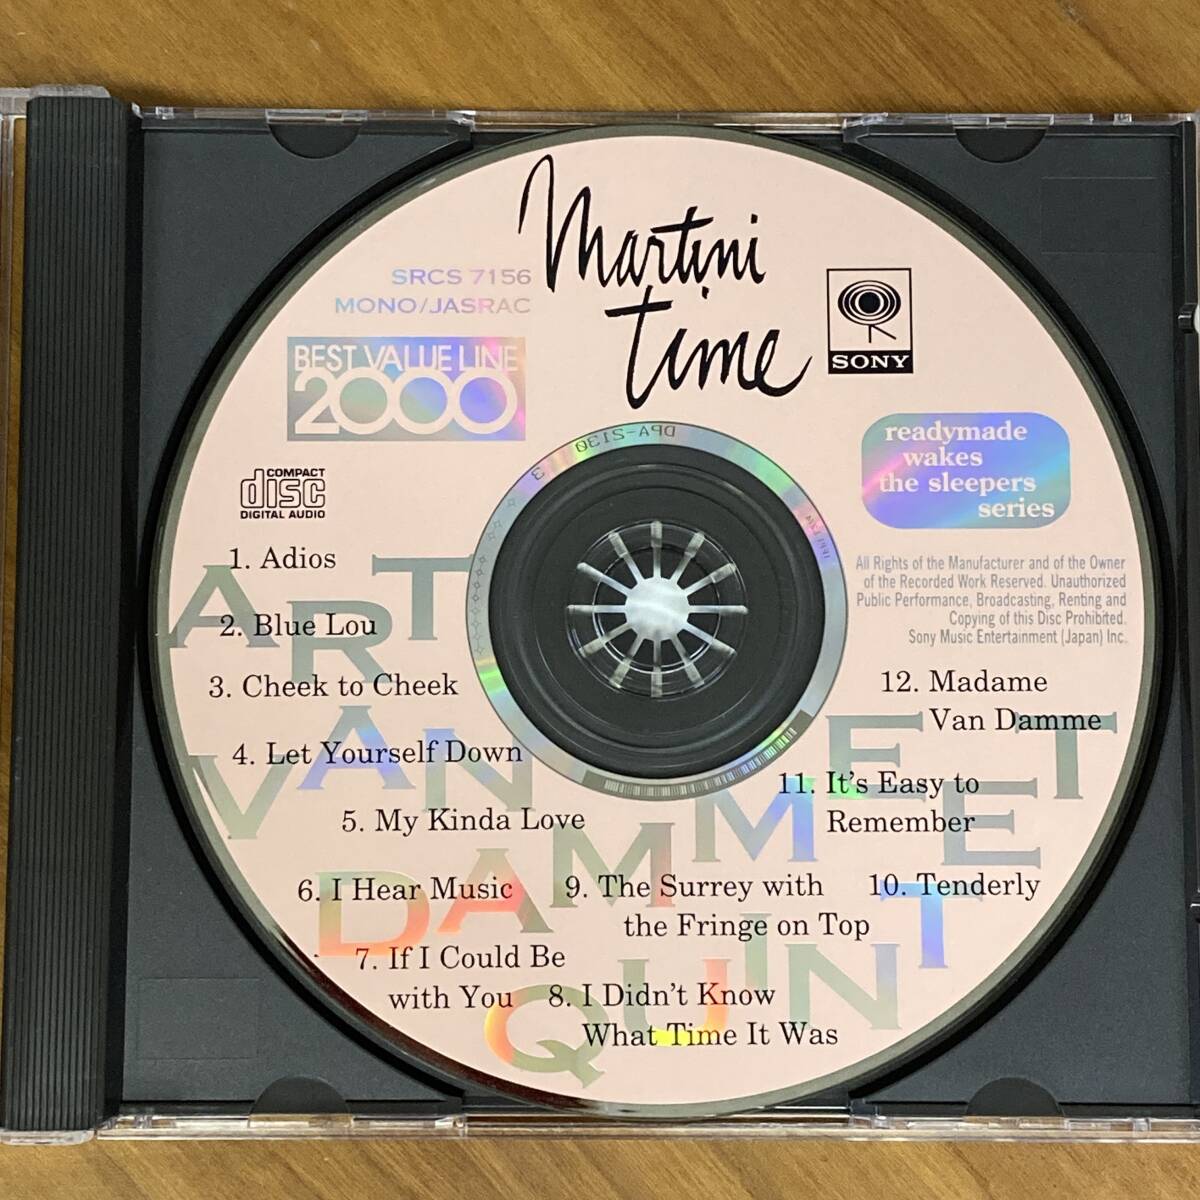 Martini
time
SRCS 7156
MONO/JASRAC
BEST VALUE LINE
2000
SONY
readymade
wakes
the sleepers
series
COMPACT
disc
DIGITAL AUDIO
DPA-2130
3
All Rights of the Manufacturer and of the Owner
of the Recorded Work Reserved. Unauthorized
Public Performance, Broadcasting, Renting and
Copying of this Disc Prohibited.
Sony Music Entertainment (Japan) Inc.
ART
VAN
DAMME
QUINTET
1. Adios
2. Blue Lou
3. Cheek to Cheek
4. Let Yourself Down
5. My Kinda Love
6. I Hear Music
7. If I Could Be
with You
8. I Didn't Know
What Time It Was
9. The Surrey with
the Fringe on Top
10. Tenderly
11. It's Easy to
Remember
12. Madame
Van Damme